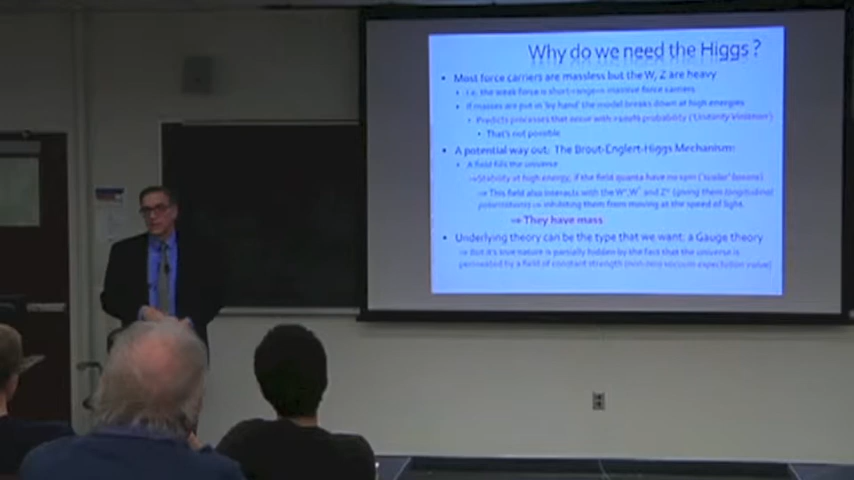 Why do we need the Higgs ?
• Most force carriers are massless but the W, Z are heavy
• i.e. the weak force is short-range⇒ massive force carriers
• If masses are put in 'by hand' the model breaks down at high energies
• Predicts processes that occur with >100% probability ('Unitarity Violation')
• That's not possible
• A potential way out: The Brout-Englert-Higgs Mechanism:
• A field fills the universe
→Stability at high energy, if the field quanta have no spin ('scalar' bosons)
→ This field also interacts with the W⁺,W⁻ and Z⁰ (giving them longitudinal
polarizations → inhibiting them from moving at the speed of light.
⇒ They have mass
• Underlying theory can be the type that we want: a Gauge theory
→ But it's true nature is partially hidden by the fact that the universe is
permeated by a field of constant strength (non-zero vacuum expectation value)